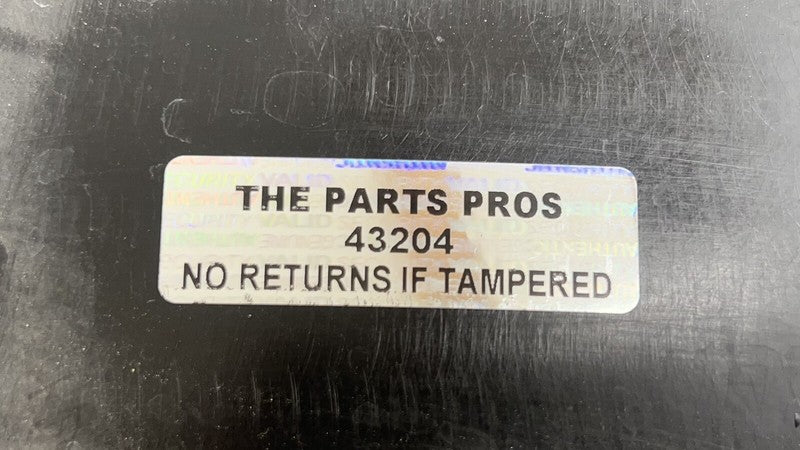 THE PARTS PROS
43204
NO RETURNS IF TAMPERED